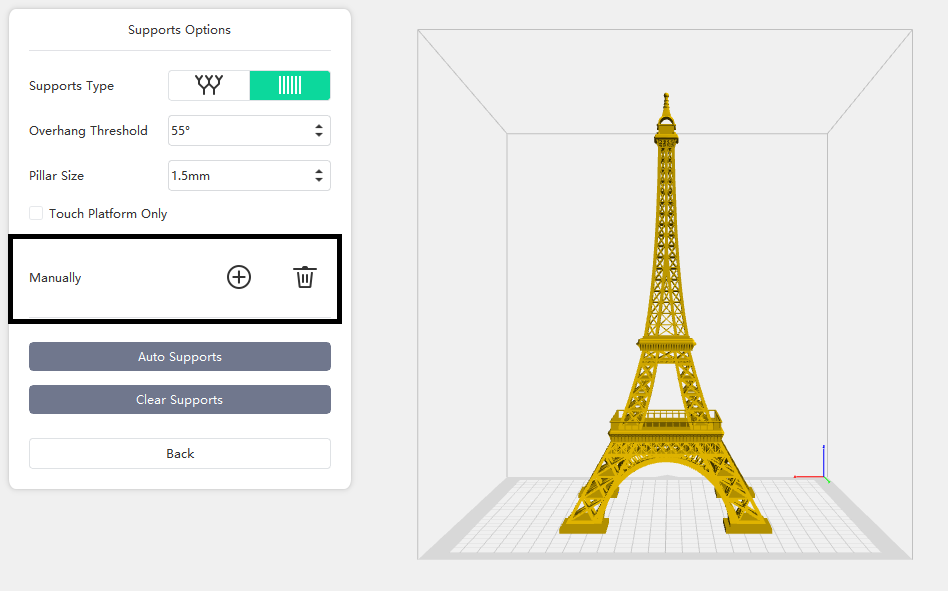 Supports Options
Supports Type
Overhang Threshold 55°
Pillar Size 1.5mm
Touch Platform Only
Manually
Auto Supports
Clear Supports
Back